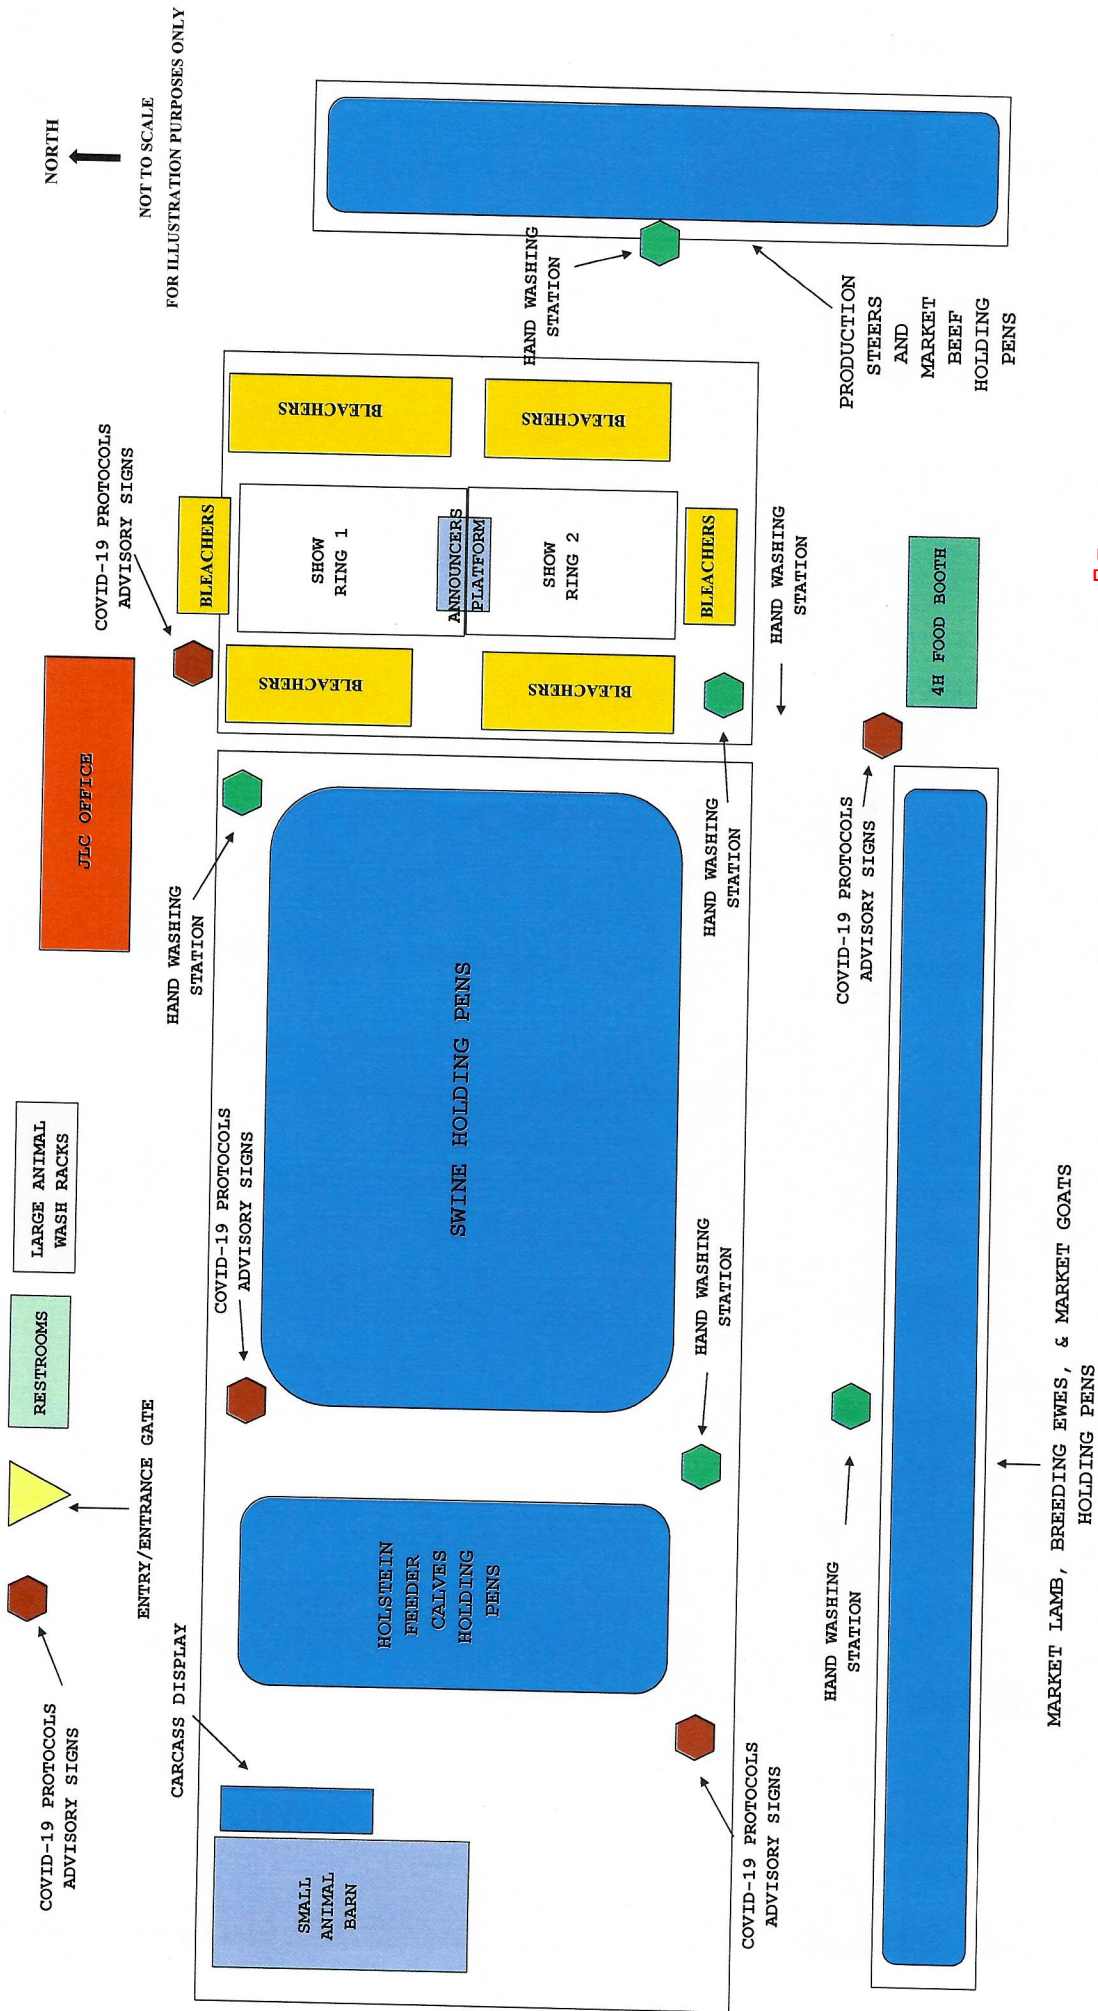 NORTH
NOT TO SCALE
FOR ILLUSTRATION PURPOSES ONLY
COVID-19 PROTOCOLS
ADVISORY SIGNS
ENTRY/ENTRANCE GATE
RESTROOMS
LARGE ANIMAL
WASH RACKS
JLC OFFICE
COVID-19 PROTOCOLS
ADVISORY SIGNS
CARCASS DISPLAY
SMALL
ANIMAL
BARN
HOLSTEIN
FEEDER
CALVES
HOLDING
PENS
COVID-19 PROTOCOLS
ADVISORY SIGNS
HAND WASHING
STATION
SWINE HOLDING PENS
BLEACHERS
BLEACHERS
BLEACHERS
SHOW
RING 1
ANNOUNCERS
PLATFORM
SHOW
RING 2
BLEACHERS
BLEACHERS
BLEACHERS
HAND WASHING
STATION
PRODUCTION
STEERS
AND
MARKET
BEEF
HOLDING
PENS
COVID-19 PROTOCOLS
ADVISORY SIGNS
HAND WASHING
STATION
HAND WASHING
STATION
HAND WASHING
STATION
HAND WASHING
STATION
COVID-19 PROTOCOLS
ADVISORY SIGNS
4H FOOD BOOTH
MARKET LAMB, BREEDING EWES, & MARKET GOATS
HOLDING PENS